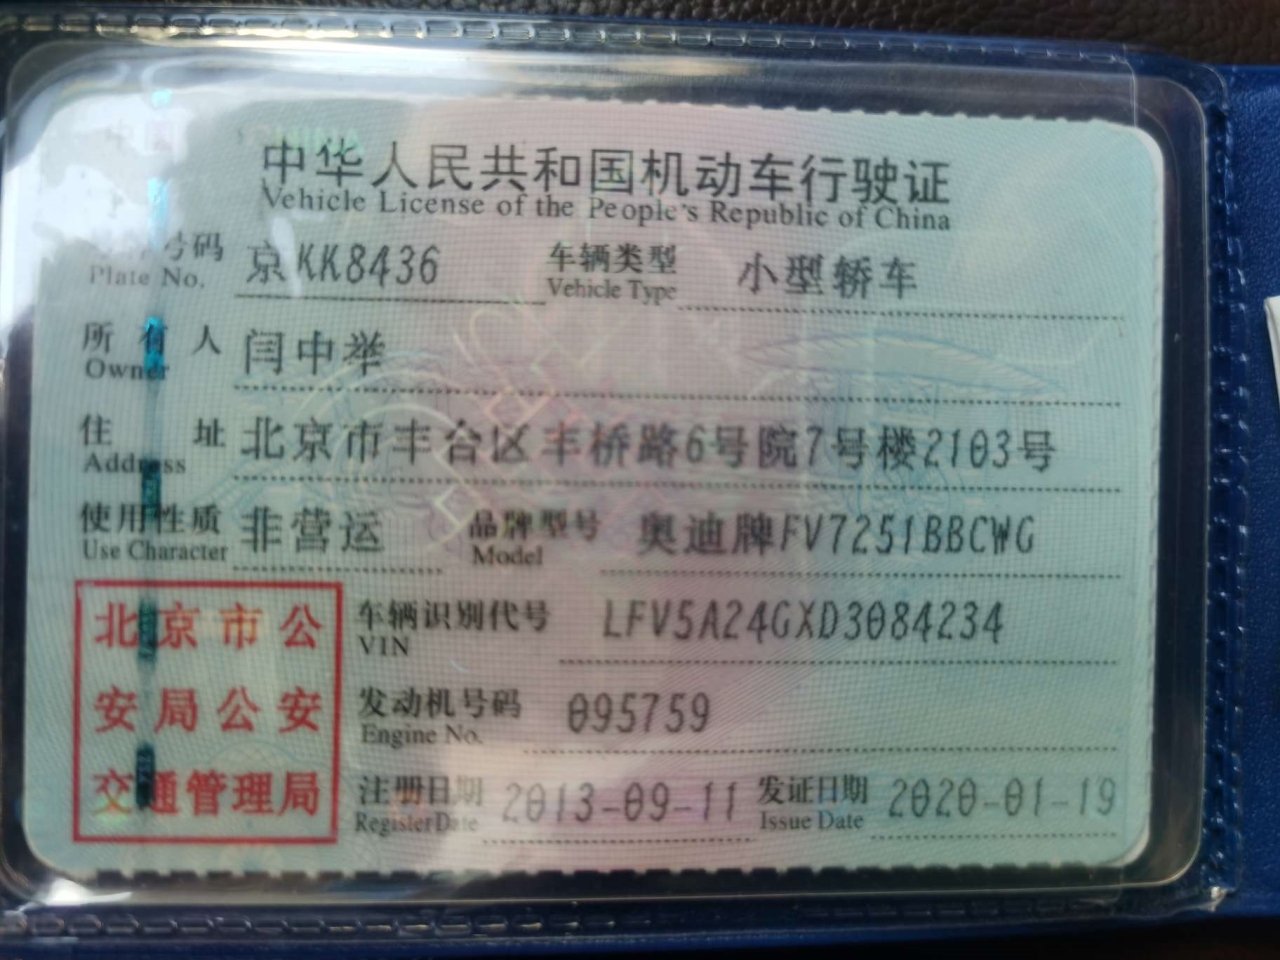 中华人民共和国机动车行驶证
Vehicle License of the People's Republic of China
号码 京KK8436 车辆类型 小型轿车
Plate No. Vehicle Type
所有人 闫中举
Owner
住址 北京市丰台区丰桥路6号院7号楼2103号
Address
使用性质 非营运 品牌型号 奥迪牌FV7251BBCWG
Use Character Model
北京市公
安局公安
交通管理局
车辆识别代号 LFV5A24GXD3084234
VIN
发动机号码 095759
Engine No.
注册日期 2013-09-11 发证日期 2020-01-19
Register Date Issue Date